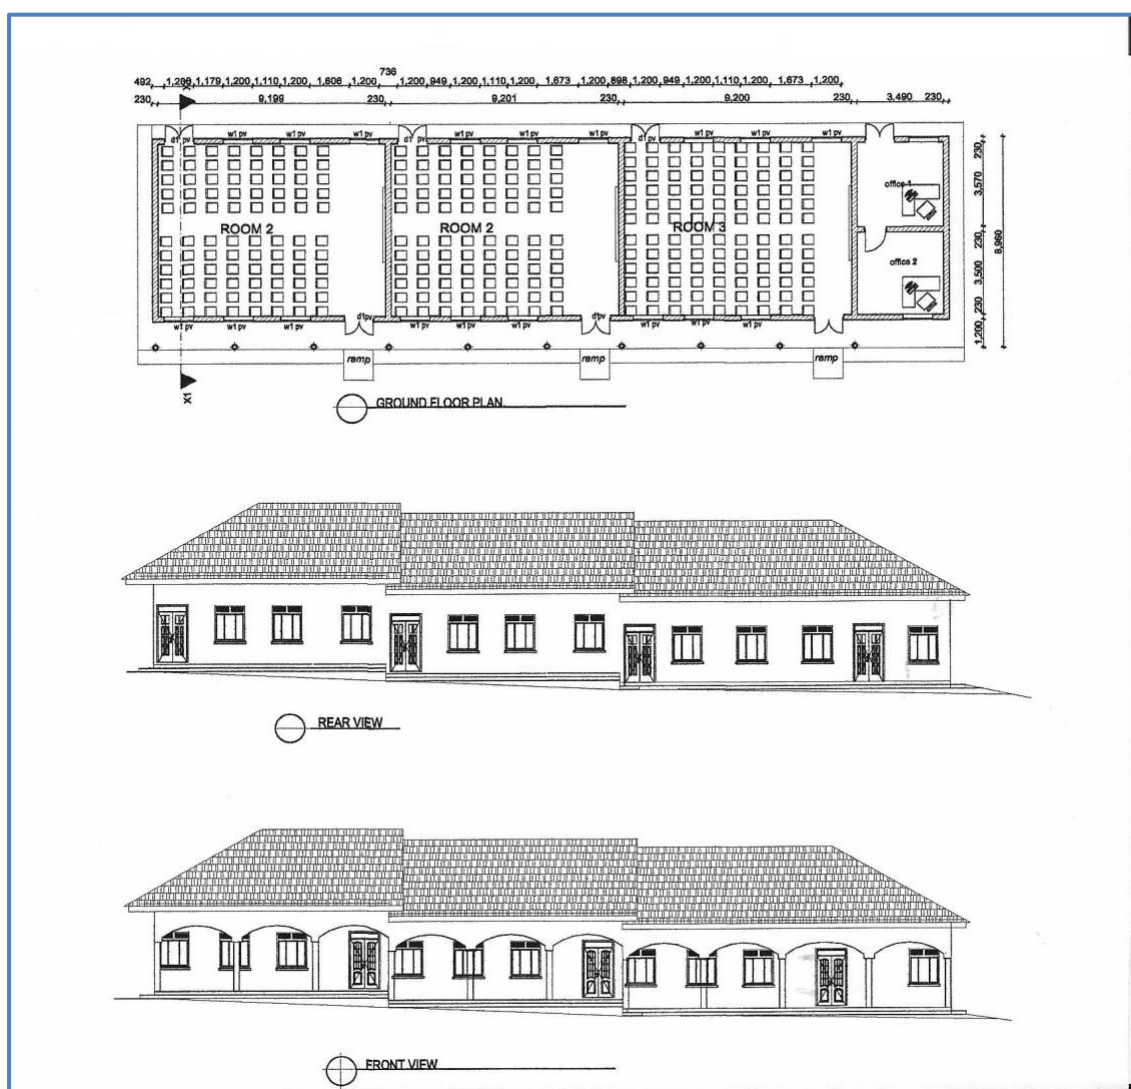 736
492 1,200 1,179 1,200 1,110 1,200 1,606 1,200 1,200 949 1,200 1,110 1,200 1,673 1,200 898 1,200 949 1,200 1,110 1,200 1,673 1,200
230 9,199 230 9,201 230 9,200 230 3,490 230
w1 pv w1 pv w1 pv w1 pv w1 pv w1 pv w1 pv w1 pv w1 pv
d1 pv d1 pv d1 pv
230
3,570
office 1
ROOM 2 ROOM 2 ROOM 3
230
8,960
office 2
3,500
230
d1pv d1pv
w1 pv w1 pv w1 pv w1 pv w1 pv w1 pv w1 pv w1 pv w1 pv
1,200
ramp ramp ramp
X1
GROUND FLOOR PLAN
REAR VIEW
FRONT VIEW